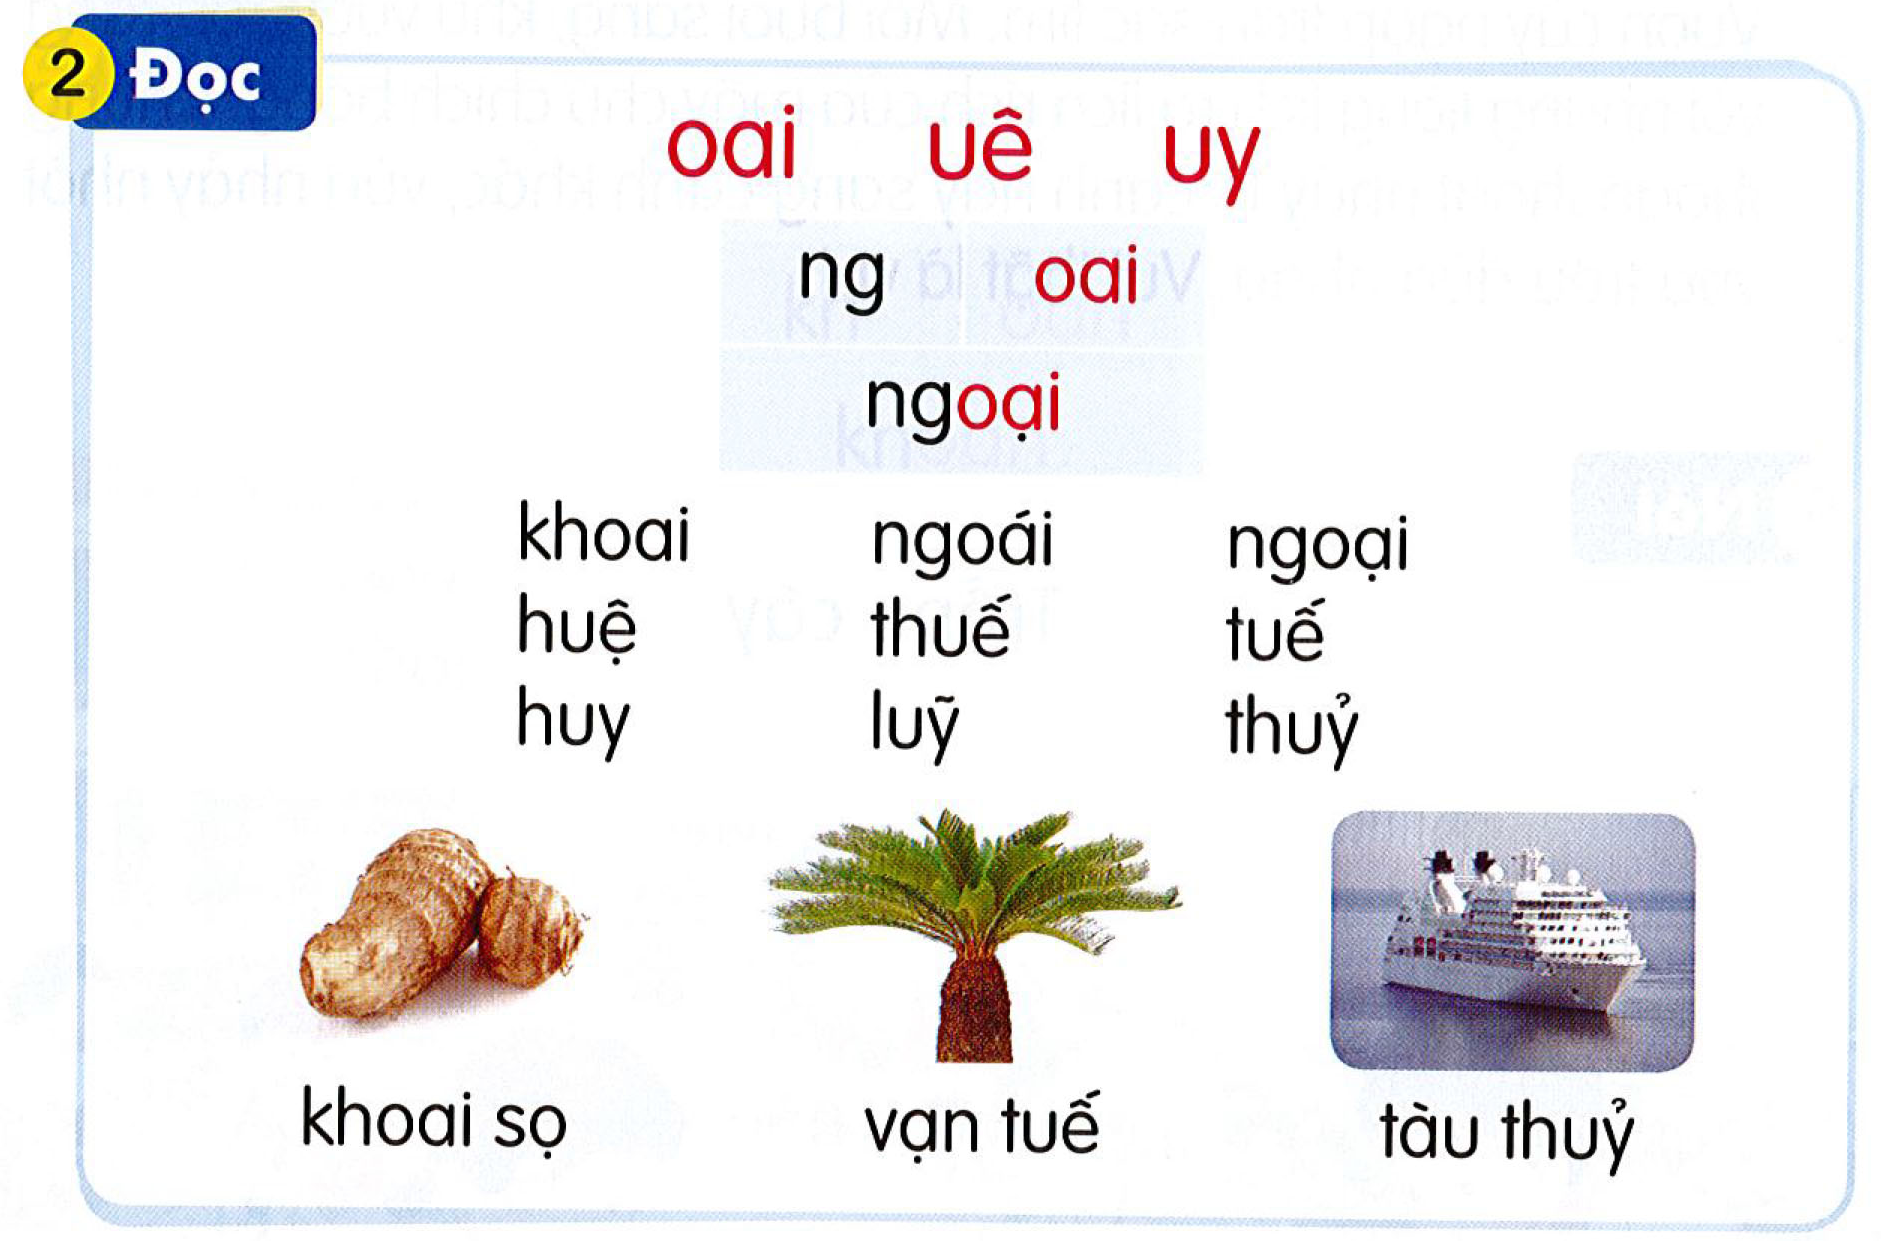 2 Đọc
oai uê uy
ng oai
ngoại
khoai ngoái ngoại
huệ thuế tuế
huy luỹ thuỷ
khoai sọ vạn tuế tàu thuỷ